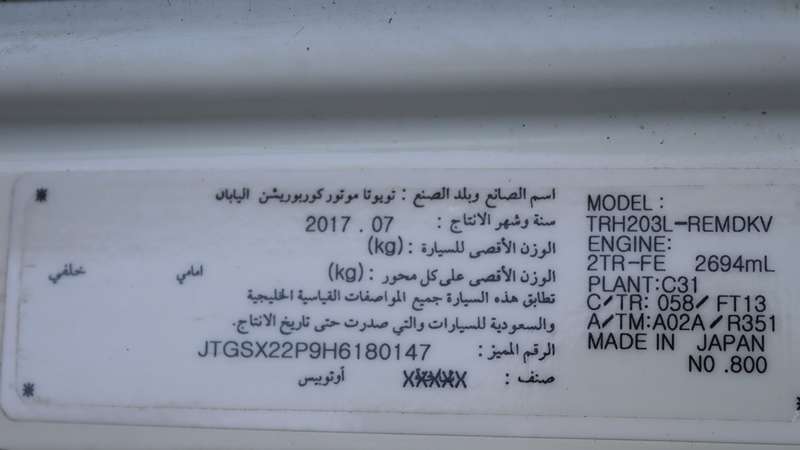 اسم الصانع وبلد الصنع : تويوتا موتور كوربوريشن اليابان
سنة وشهر الانتاج : 2017 . 07
الوزن الأقصى للسيارة : (kg)
الوزن الأقصى على كل محور : (kg) امامي خلفي
تطابق هذه السيارة جميع المواصفات القياسية الخليجية
والسعودية للسيارات والتي صدرت حتى تاريخ الانتاج.
الرقم المميز : JTGSX22P9H6180147
صنف : XXXXX أوتوبيس
MODEL :
TRH203L-REMDKV
ENGINE:
2TR-FE 2694mL
PLANT:C31
C/TR: 058/ FT13
A/TM:A02A/R351
MADE IN JAPAN
N0 .800